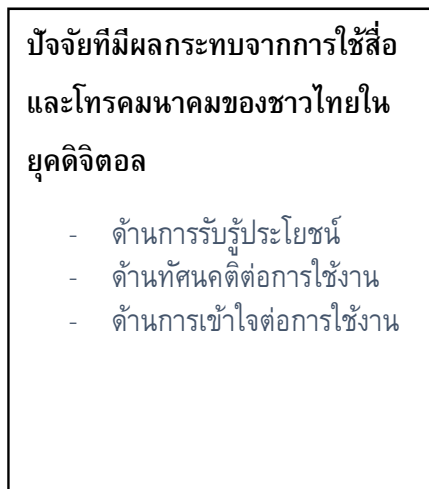 ปัจจัยที่มีผลกระทบจากการใช้สื่อ
และโทรคมนาคมของชาวไทยใน
ยุคดิจิตอล
- ด้านการรับรู้ประโยชน์
- ด้านทัศนคติต่อการใช้งาน
- ด้านการเข้าใจต่อการใช้งาน